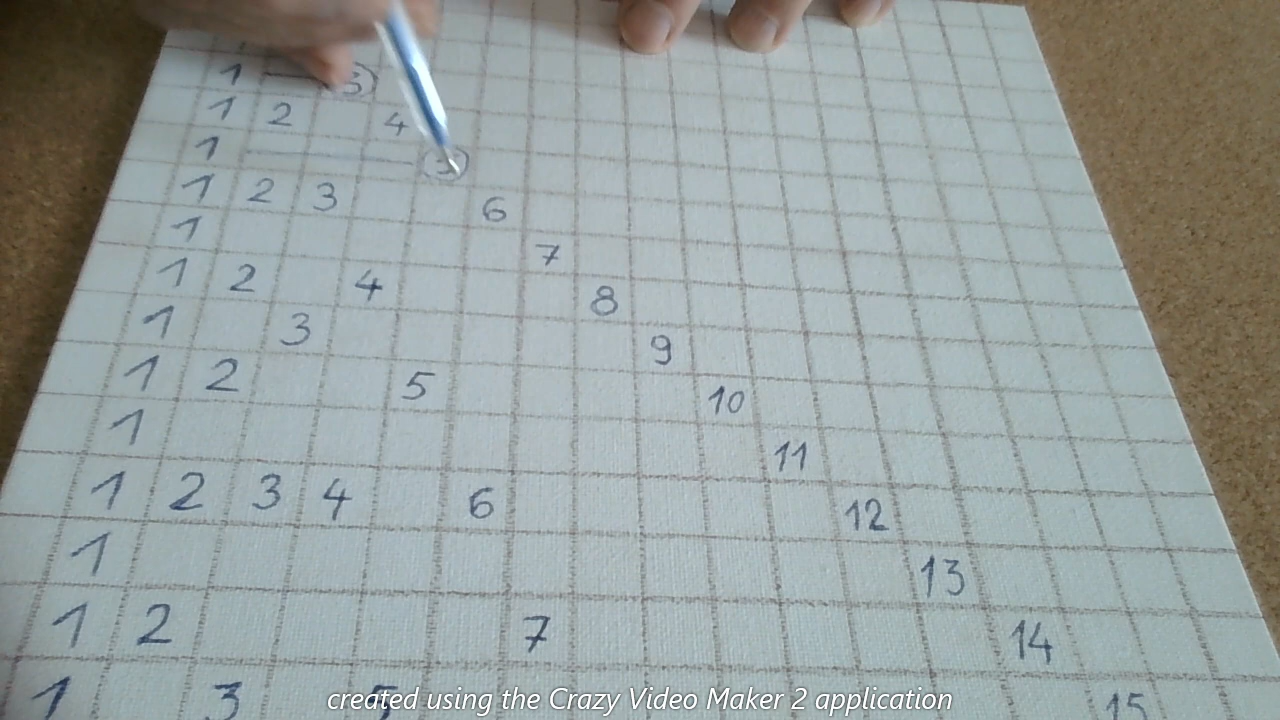 1 3
1 2 4
1 5
1 2 3 6
1 7
1 2 4 8
1 3 9
1 2 5 10
1 11
1 2 3 4 6 12
1 13
1 2 7 14
1 3 5 15
created using the Crazy Video Maker 2 application